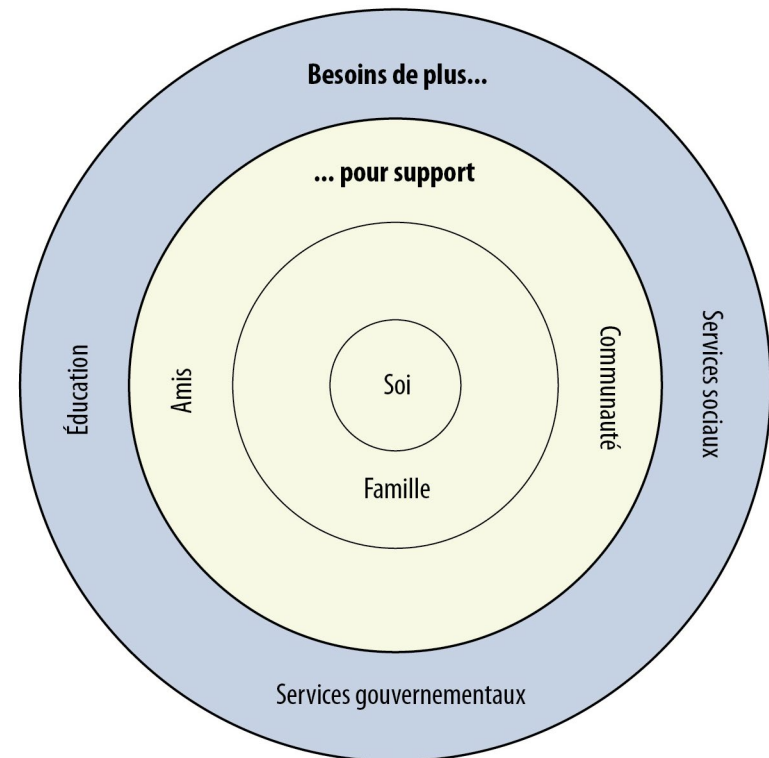 Besoins de plus...
... pour support
Éducation
Amis
Soi
Communauté
Services sociaux
Famille
Services gouvernementaux